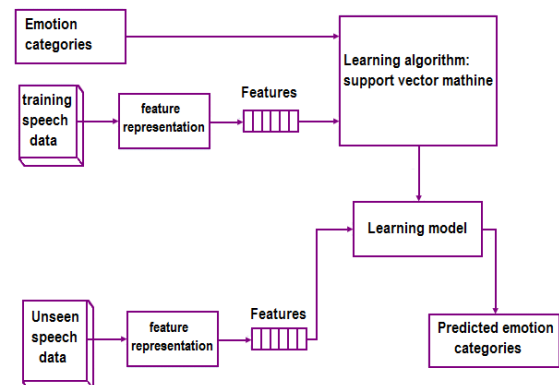 Emotion
categories
Learning algorithm:
support vector mathine
training
speech
data
feature
representation
Features
Learning model
Unseen
speech
data
feature
representation
Features
Predicted emotion
categories